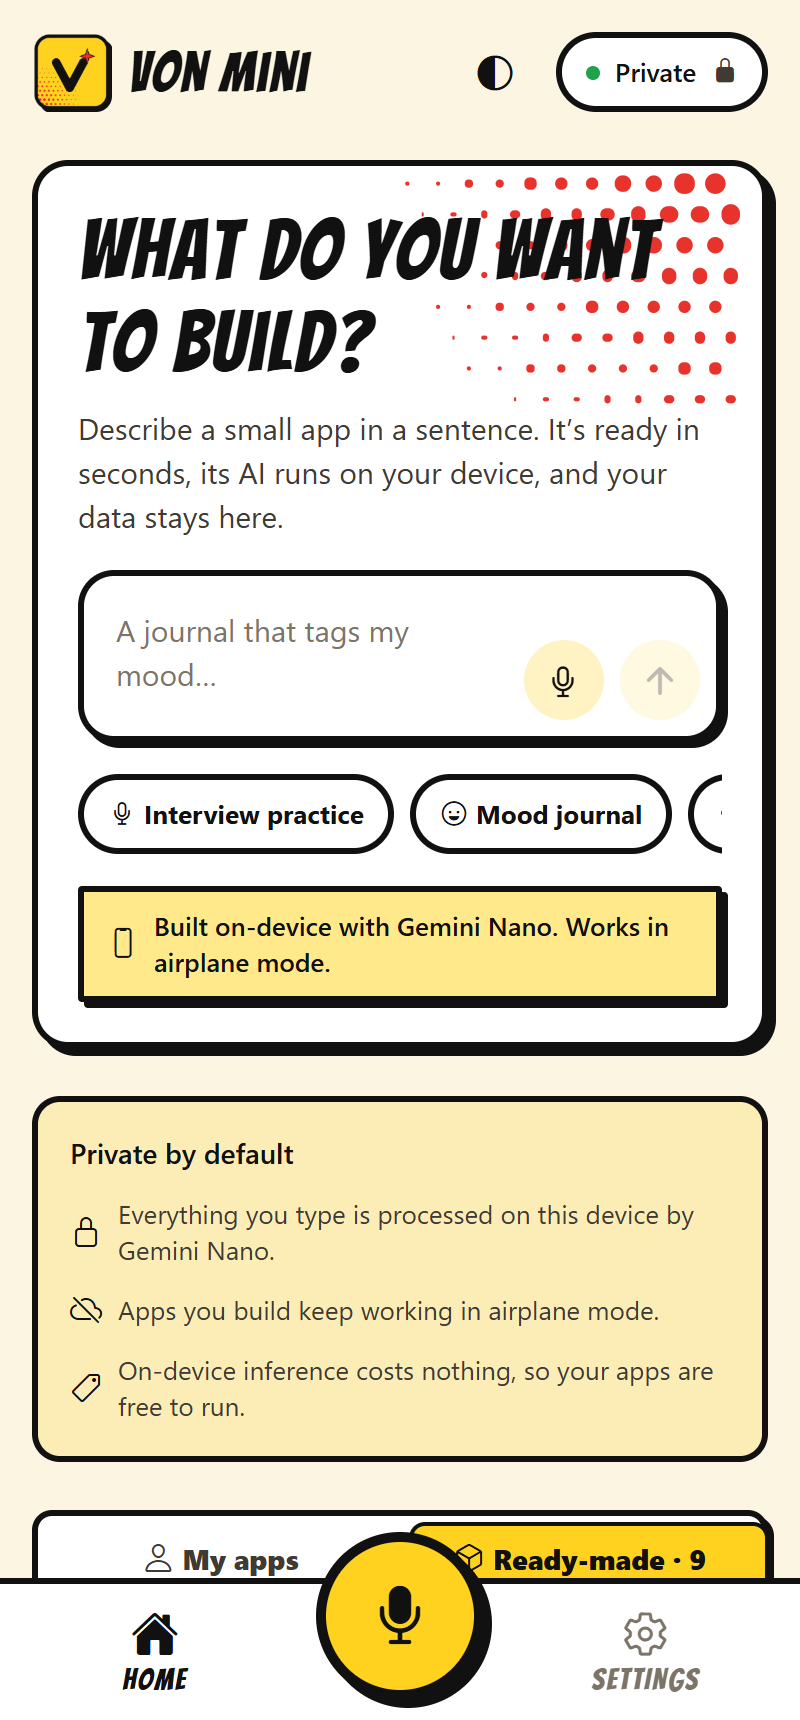 VON MINI
Private
WHAT DO YOU WANT
TO BUILD?
Describe a small app in a sentence. It’s ready in
seconds, its AI runs on your device, and your
data stays here.
A journal that tags my
mood…
Interview practice
Mood journal
Built on-device with Gemini Nano. Works in
airplane mode.
Private by default
Everything you type is processed on this device by
Gemini Nano.
Apps you build keep working in airplane mode.
On-device inference costs nothing, so your apps are
free to run.
My apps
Ready-made · 9
HOME
SETTINGS